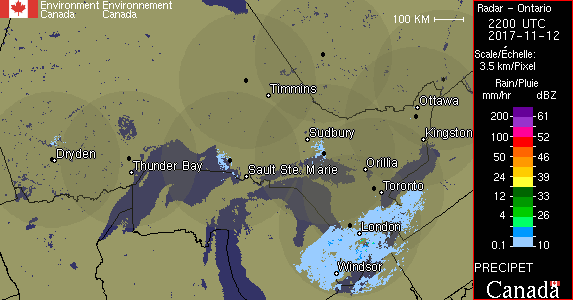 Environment Environnement
Canada Canada
100 KM
Radar - Ontario
2200 UTC
2017-11-12
Scale/Échelle:
3.5 km/Pixel
Rain/Pluie
mm/hr dBZ
200 61
100 52
50 46
24 39
12 33
4 26
0.1 10
PRECIPET
Canada
Timmins
Ottawa
Sudbury
Kingston
Dryden
Thunder Bay
Sault Ste. Marie
Orillia
Toronto
London
Windsor